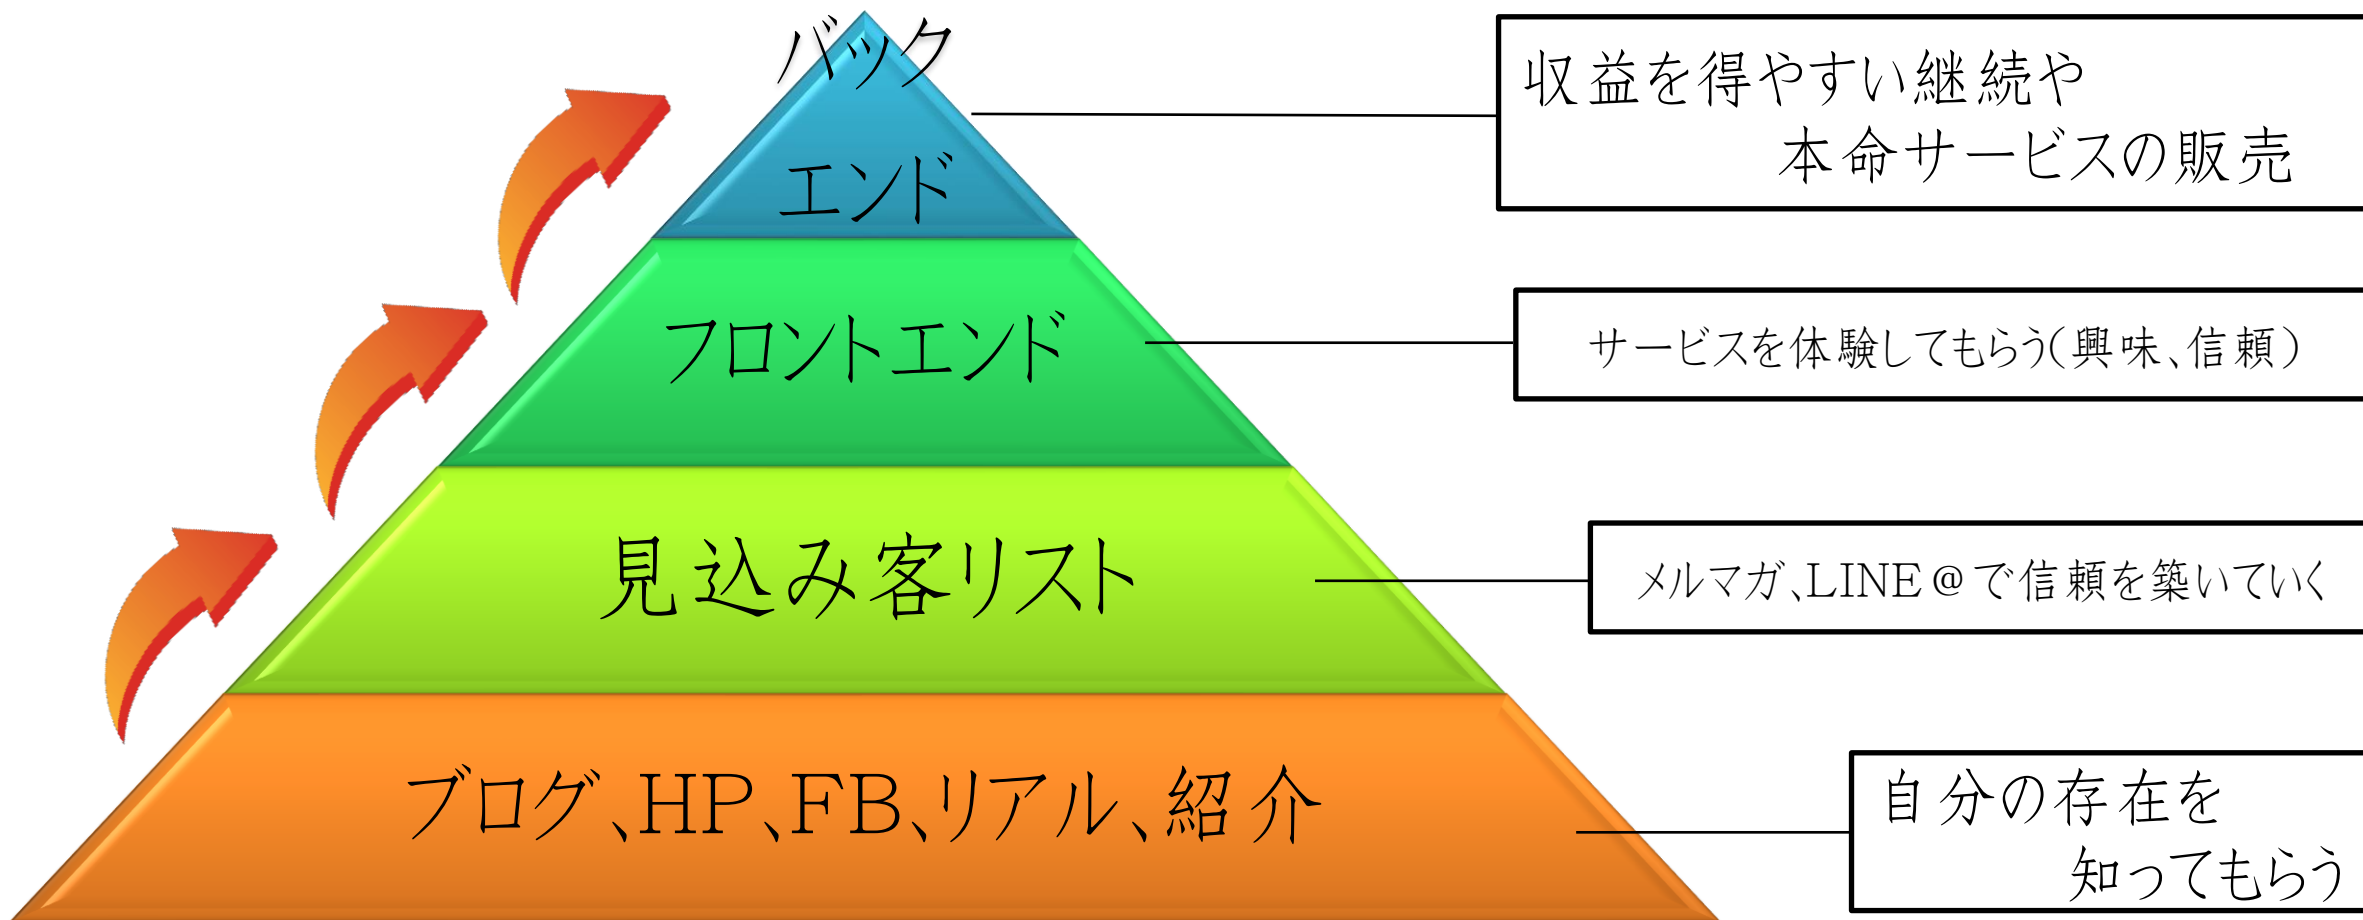 バック
エンド
収益を得やすい継続や
本命サービスの販売
フロントエンド
サービスを体験してもらう(興味、信頼)
見込み客リスト
メルマガ、LINE@で信頼を築いていく
ブログ、HP、FB、リアル、紹介
自分の存在を
知ってもらう